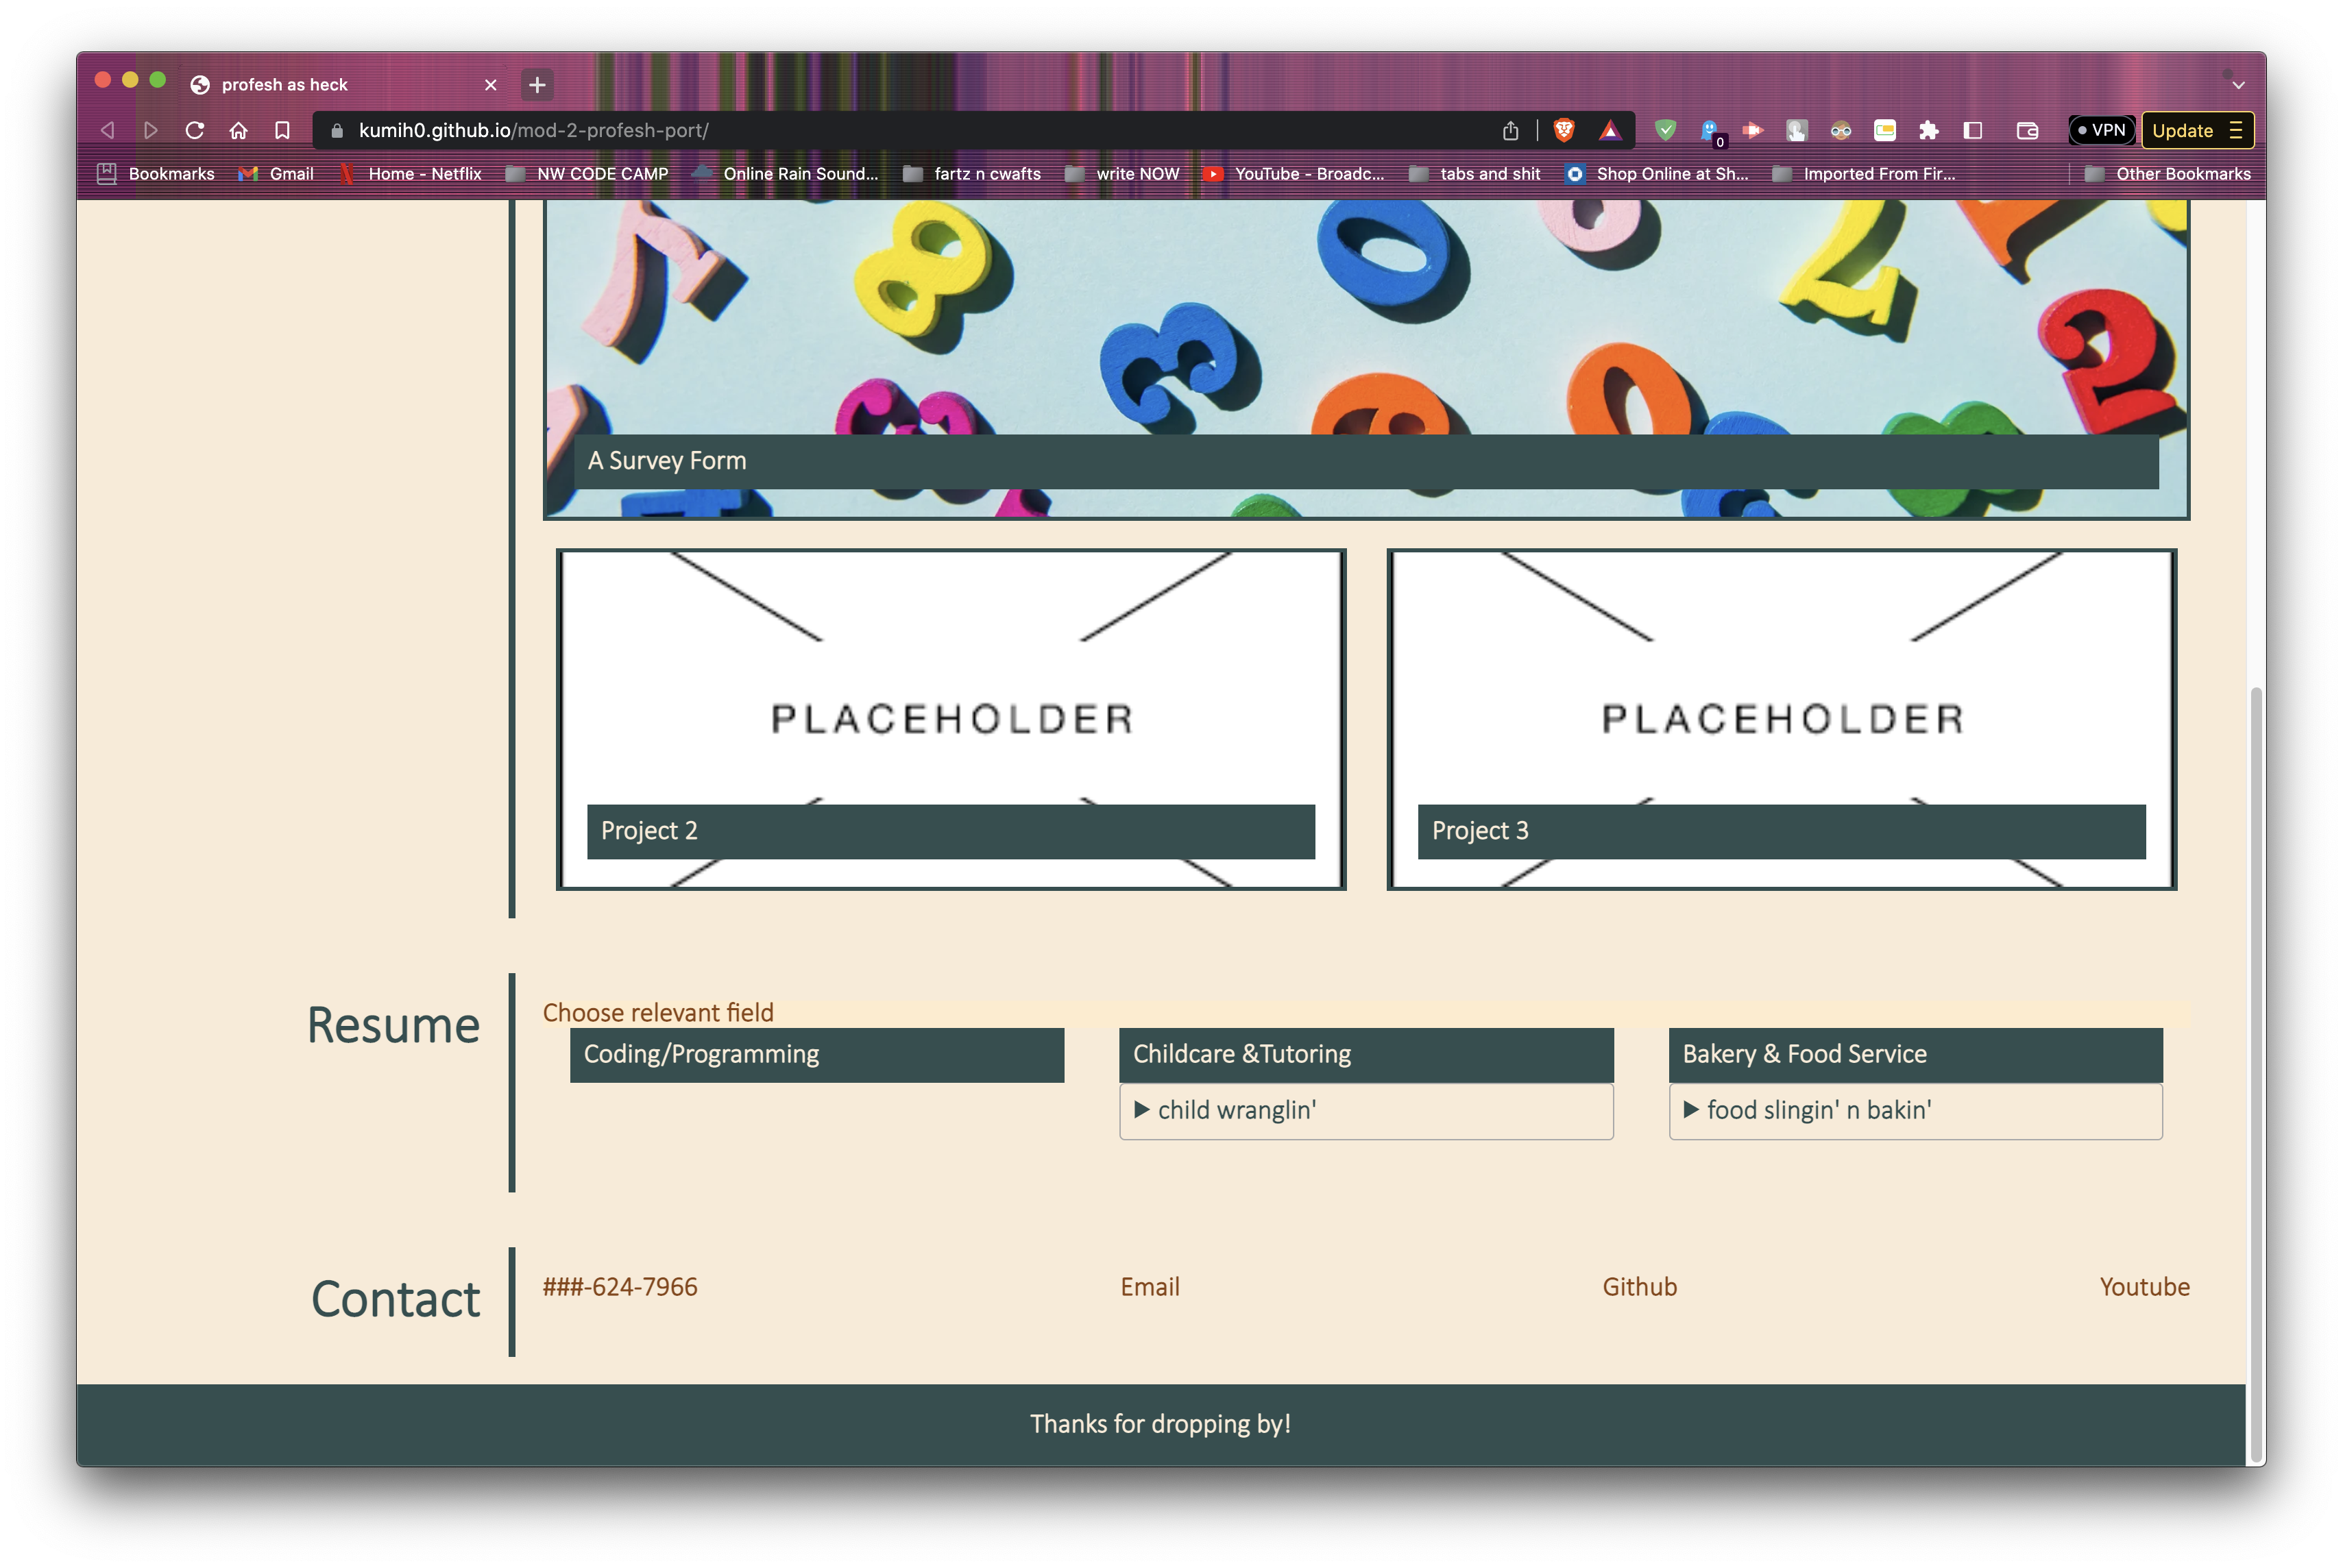 profesh as heck
kumih0.github.io/mod-2-profesh-port/
0
VPN
Update
Bookmarks Gmail Home - Netflix NW CODE CAMP Online Rain Sound... fartz n cwafts write NOW YouTube - Broadc... tabs and shit Shop Online at Sh... Imported From Fir... Other Bookmarks
A Survey Form
PLACEHOLDER PLACEHOLDER
Project 2 Project 3
Resume
Choose relevant field
Coding/Programming Childcare &Tutoring Bakery & Food Service
child wranglin' food slingin' n bakin'
Contact
###-624-7966 Email Github Youtube
Thanks for dropping by!